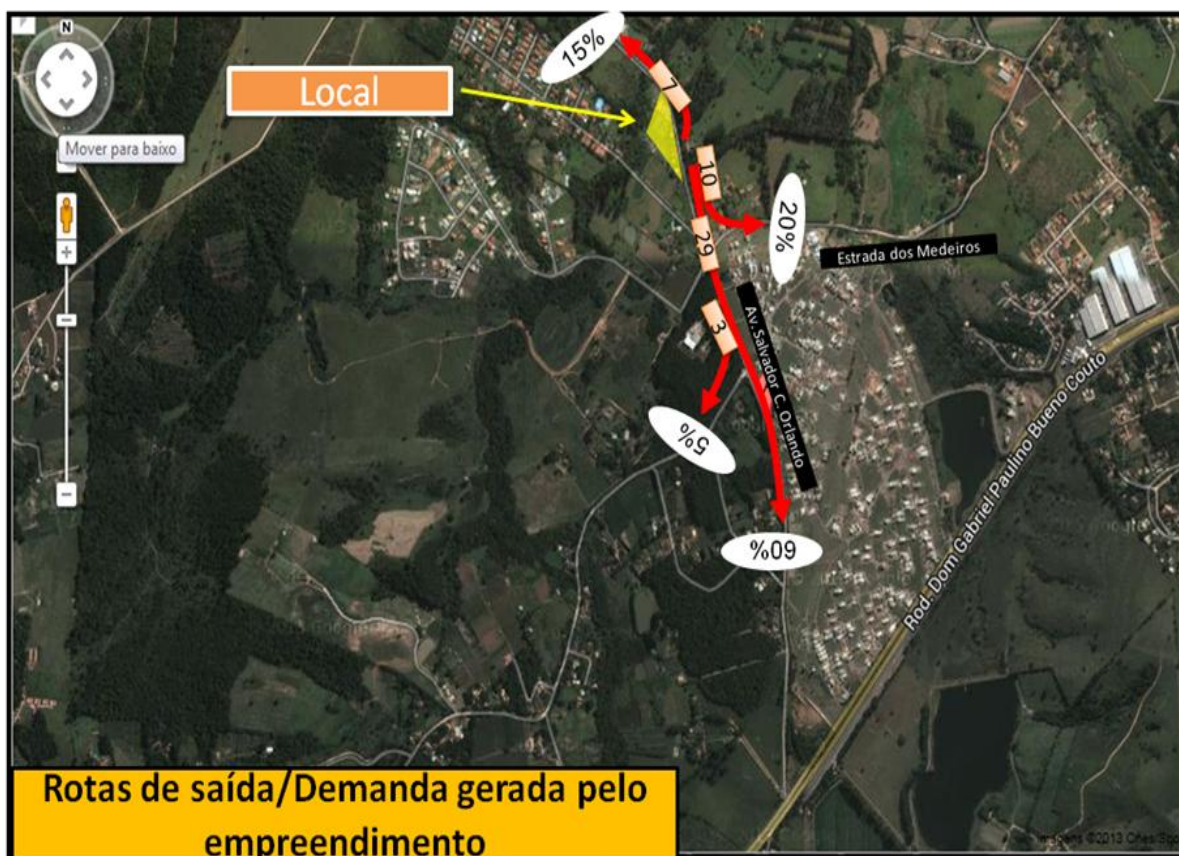 N
Mover para baixo
Local
15%
7
10
20%
29
Estrada dos Medeiros
3
Av. Salvador C. Orlando
5%
60%
Rod. Dom Gabriel Paulino Bueno Couto
Rotas de saída/Demanda gerada pelo
empreendimento